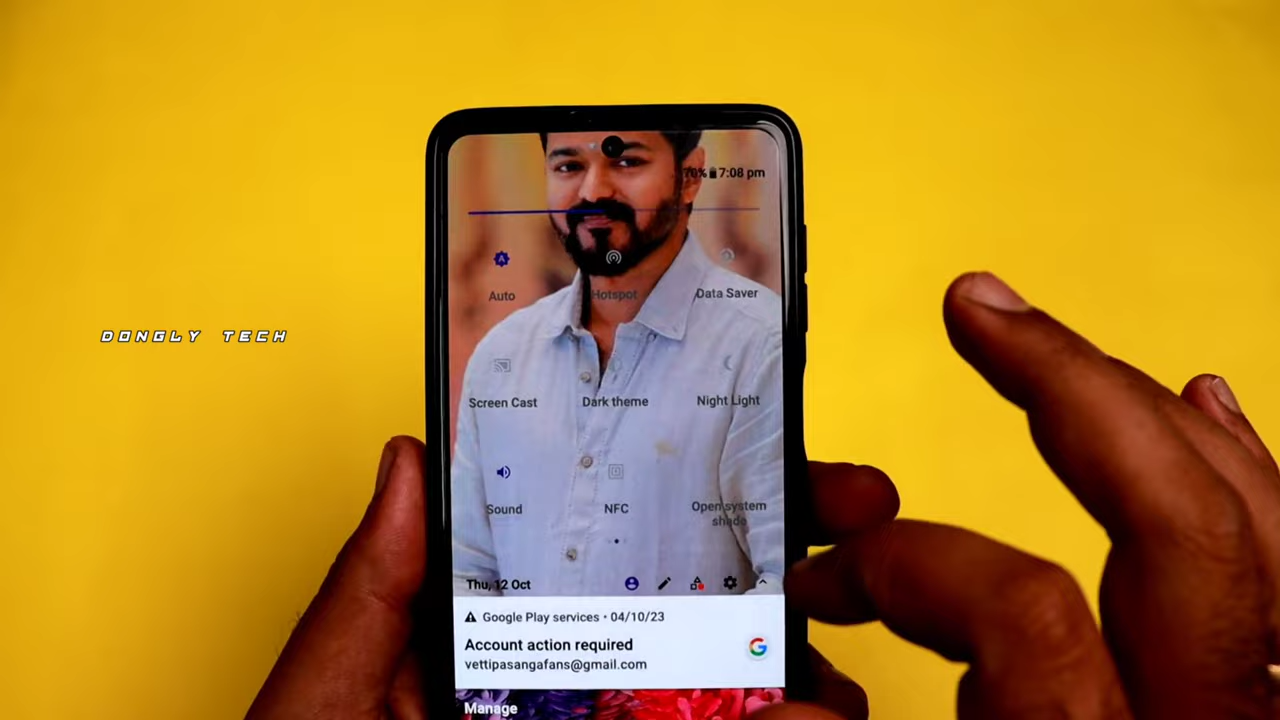 70% 7:08 pm
Auto
Hotspot
Data Saver
DONGLY TECH
Screen Cast
Dark theme
Night Light
Sound
NFC
Open system
shade
Thu, 12 Oct
Google Play services • 04/10/23
Account action required
vettipasangafans@gmail.com
Manage